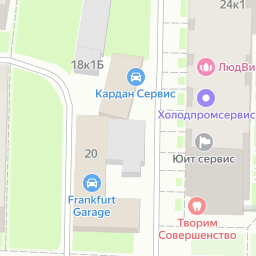 24к1
ЛюдВи
18к1Б
Кардан Сервис
Холодпромсервис
20
Юит сервис
Frankfurt
Garage
Творим
Совершенство